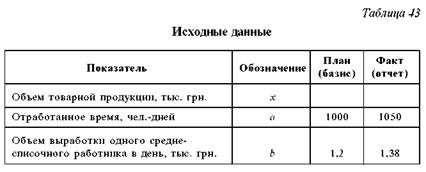 Таблица 43
Исходные данные
Показатель Обозначение План (базис) Факт (отчет)
Объем товарной продукции, тыс. грн. x
Отработанное время, чел.-дней a 1000 1050
Объем выработки одного средне-
списочного работника в день, тыс. грн. b 1.2 1.38